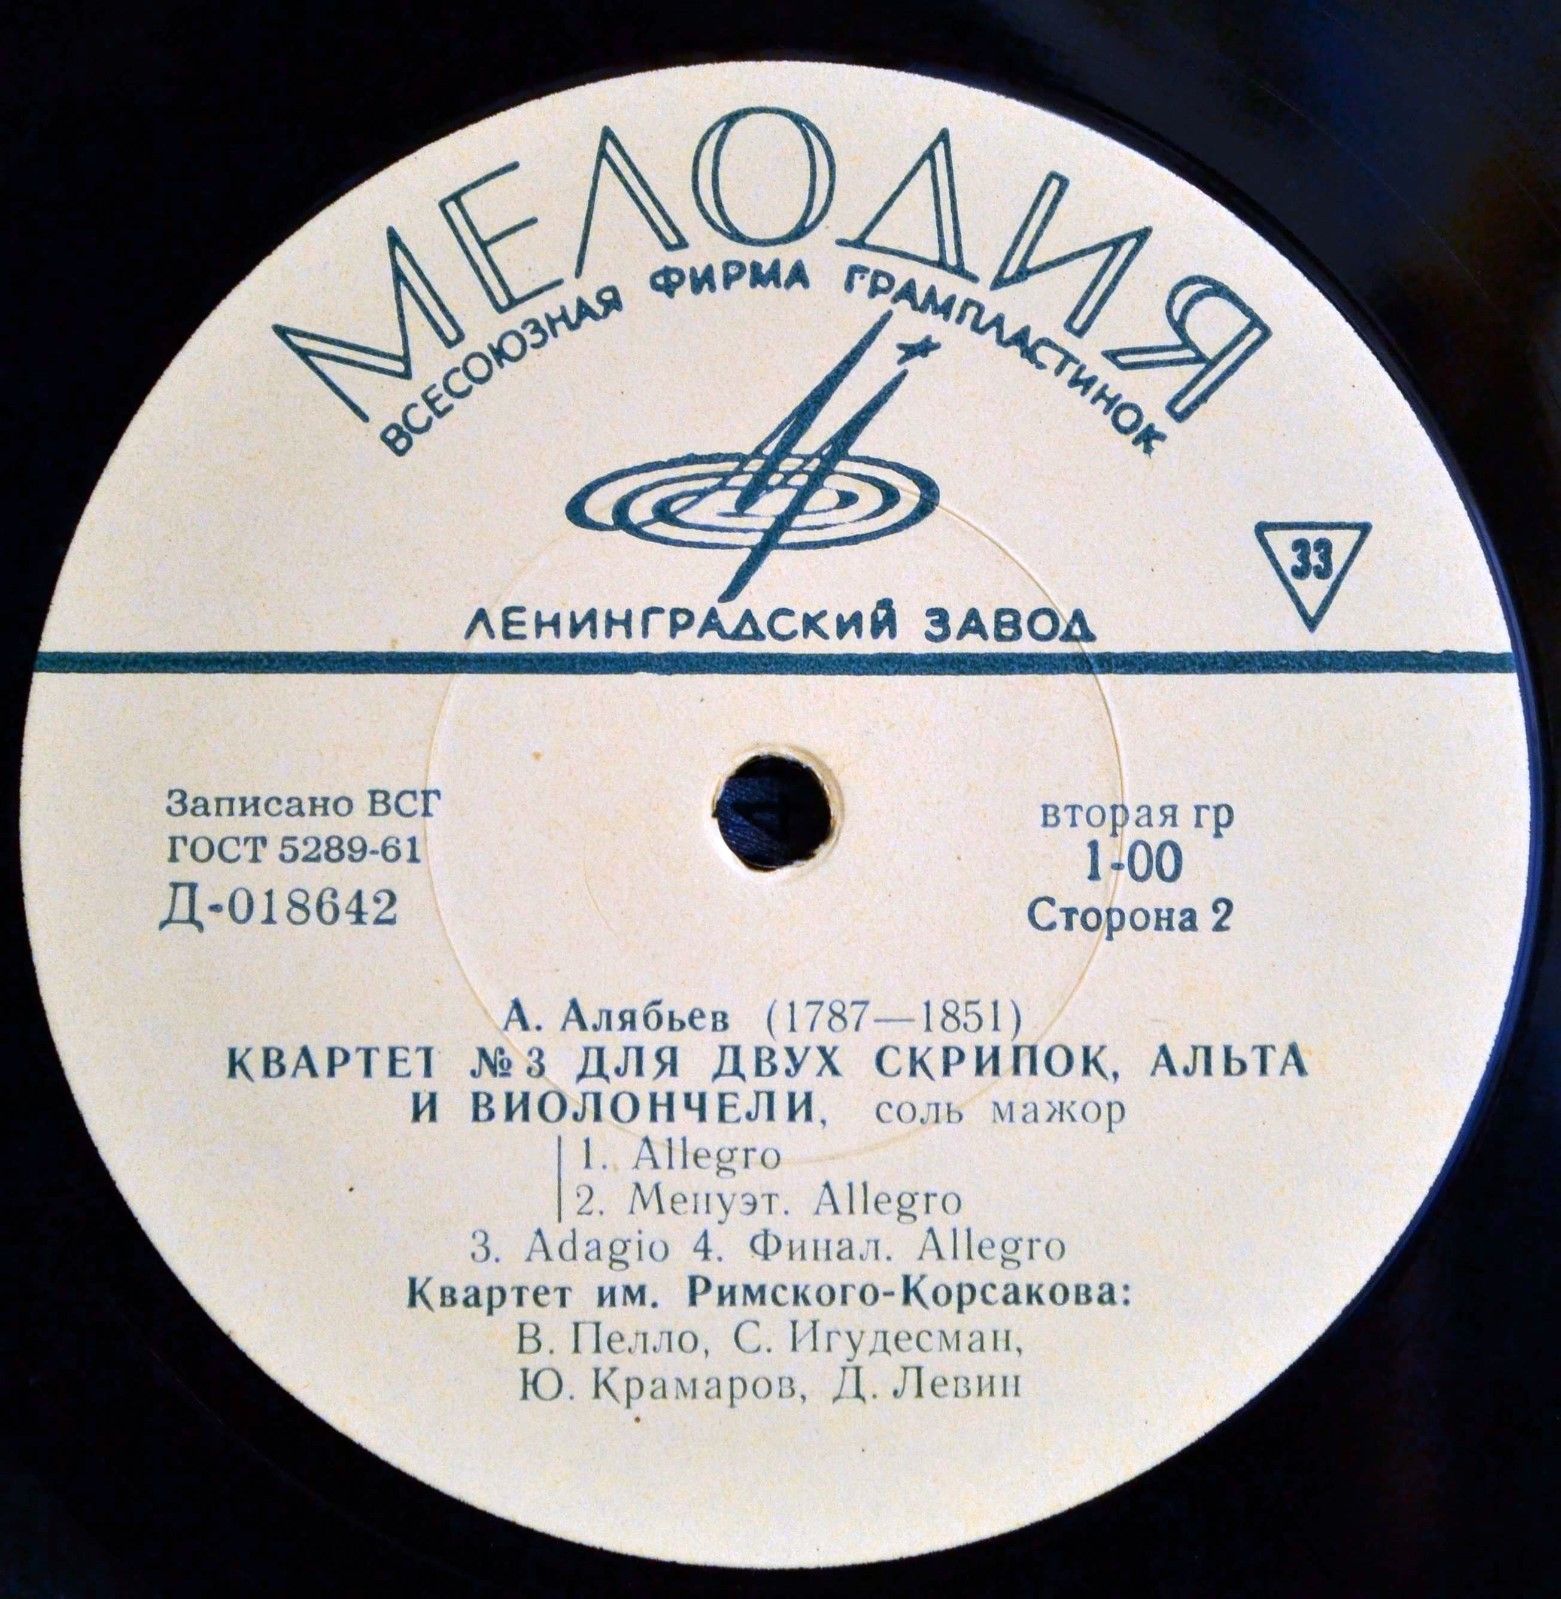 МЕЛОДИЯ
ВСЕСОЮЗНАЯ ФИРМА ГРАМПЛАСТИНОК
33
ЛЕНИНГРАДСКИЙ ЗАВОД
Записано ВСГ
ГОСТ 5289-61
Д-018642
вторая гр
1-00
Сторона 2
А. Алябьев (1787—1851)
КВАРТЕТ №3 ДЛЯ ДВУХ СКРИПОК, АЛЬТА
И ВИОЛОНЧЕЛИ, соль мажор
1. Allegro
2. Менуэт. Allegro
3. Adagio 4. Финал. Allegro
Квартет им. Римского-Корсакова:
В. Пелло, С. Игудесман,
Ю. Крамаров, Д. Левин